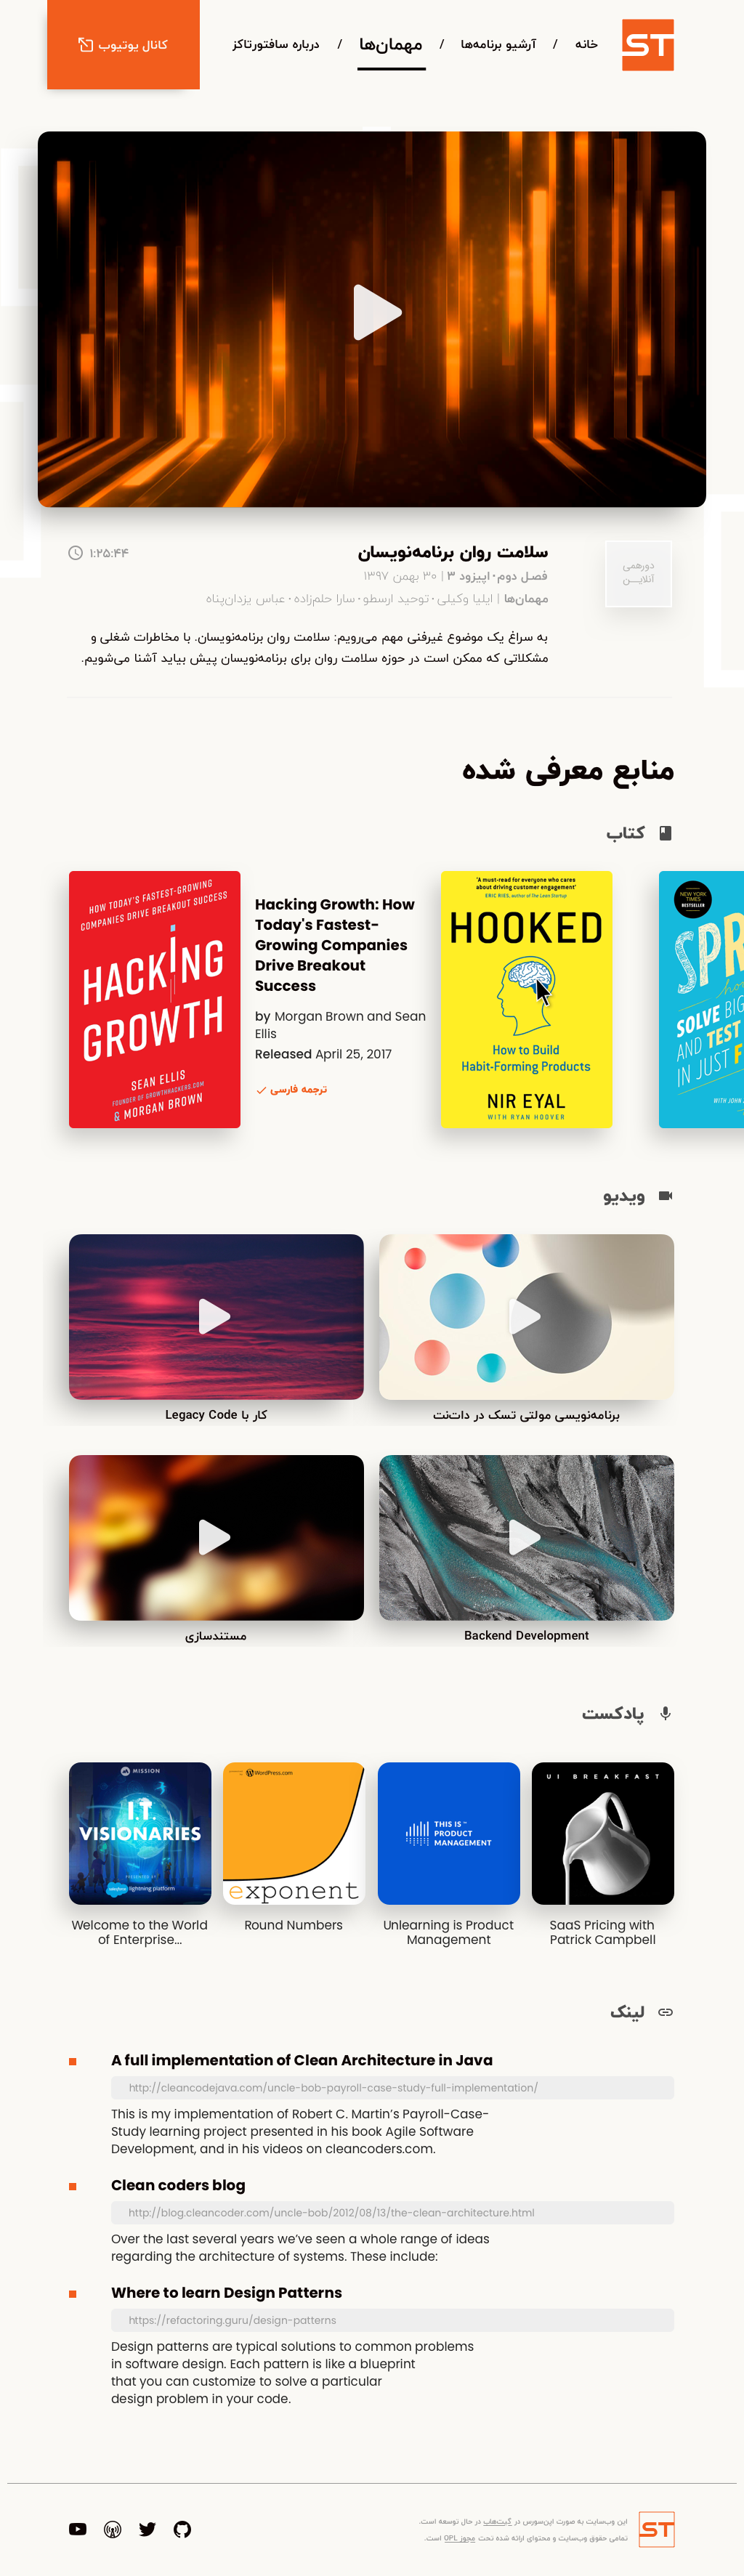 ST
خانه / آرشیو برنامه‌ها / مهمان‌ها / درباره سافتورتاکز
کانال یوتیوب
دورهمی
آنلایـــن
سلامت روان برنامه‌نویسان
۱:۲۵:۴۴
فصل دوم • اپیزود ۳ | ۳۰ بهمن ۱۳۹۷
مهمان‌ها | ایلیا وکیلی • توحید ارسطو • سارا حلم‌زاده • عباس یزدان‌پناه
به سراغ یک موضوع غیرفنی مهم می‌رویم: سلامت روان برنامه‌نویسان. با مخاطرات شغلی و
مشکلاتی که ممکن است در حوزه سلامت روان برای برنامه‌نویسان پیش بیاید آشنا می‌شویم.
منابع معرفی شده
کتاب
HOW TODAY'S FASTEST-GROWING
COMPANIES DRIVE BREAKOUT SUCCESS
HACKING
GROWTH
SEAN ELLIS
FOUNDER OF GROWTHHACKERS.COM
& MORGAN BROWN
Hacking Growth: How
Today's Fastest-
Growing Companies
Drive Breakout
Success
by Morgan Brown and Sean
Ellis
Released April 25, 2017
ترجمه فارسی
"A must-read for everyone who cares
about driving customer engagement"
ERIC RIES, author of The Lean Startup
HOOKED
How to Build
Habit-Forming Products
NIR EYAL
WITH RYAN HOOVER
NEW YORK
TIMES
BESTSELLER
SPR
how
SOLVE BIG
AND TEST
IN JUST F
WITH JOHN
ویدیو
برنامه‌نویسی مولتی تسک در دات‌نت
کار با Legacy Code
Backend Development
مستندسازی
پادکست
MISSION
I.T.
VISIONARIES
PRESENTED BY
salesforce lightning platform
Welcome to the World
of Enterprise...
WordPress.com
exponent
Round Numbers
THIS IS™
PRODUCT
MANAGEMENT
Unlearning is Product
Management
UI BREAKFAST
SaaS Pricing with
Patrick Campbell
لینک
A full implementation of Clean Architecture in Java
http://cleancodejava.com/uncle-bob-payroll-case-study-full-implementation/
This is my implementation of Robert C. Martin’s Payroll-Case-
Study learning project presented in his book Agile Software
Development, and in his videos on cleancoders.com.
Clean coders blog
http://blog.cleancoder.com/uncle-bob/2012/08/13/the-clean-architecture.html
Over the last several years we’ve seen a whole range of ideas
regarding the architecture of systems. These include:
Where to learn Design Patterns
https://refactoring.guru/design-patterns
Design patterns are typical solutions to common problems
in software design. Each pattern is like a blueprint
that you can customize to solve a particular
design problem in your code.
ST
این وب‌سایت به صورت اپن‌سورس در گیت‌هاب در حال توسعه است.
تمامی حقوق وب‌سایت و محتوای ارائه شده تحت مجوز GPL است.